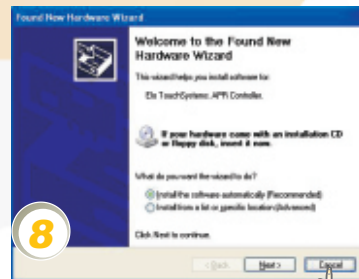 Found New Hardware Wizard
Welcome to the Found New
Hardware Wizard
This wizard helps you install software for:
Elo TouchSystems APR Controller
If your hardware came with an installation CD
or floppy disk, insert it now.
What do you want the wizard to do?
Install the software automatically (Recommended)
Install from a list or specific location (Advanced)
Click Next to continue.
8
< Back Next > Cancel